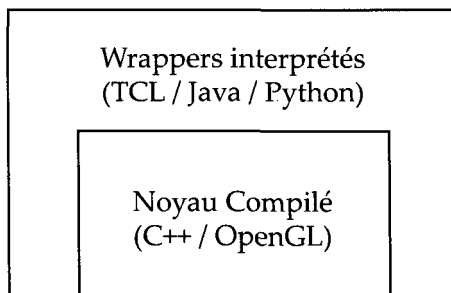 Wrappers interprétés
(TCL / Java / Python)
Noyau Compilé
(C++ / OpenGL)